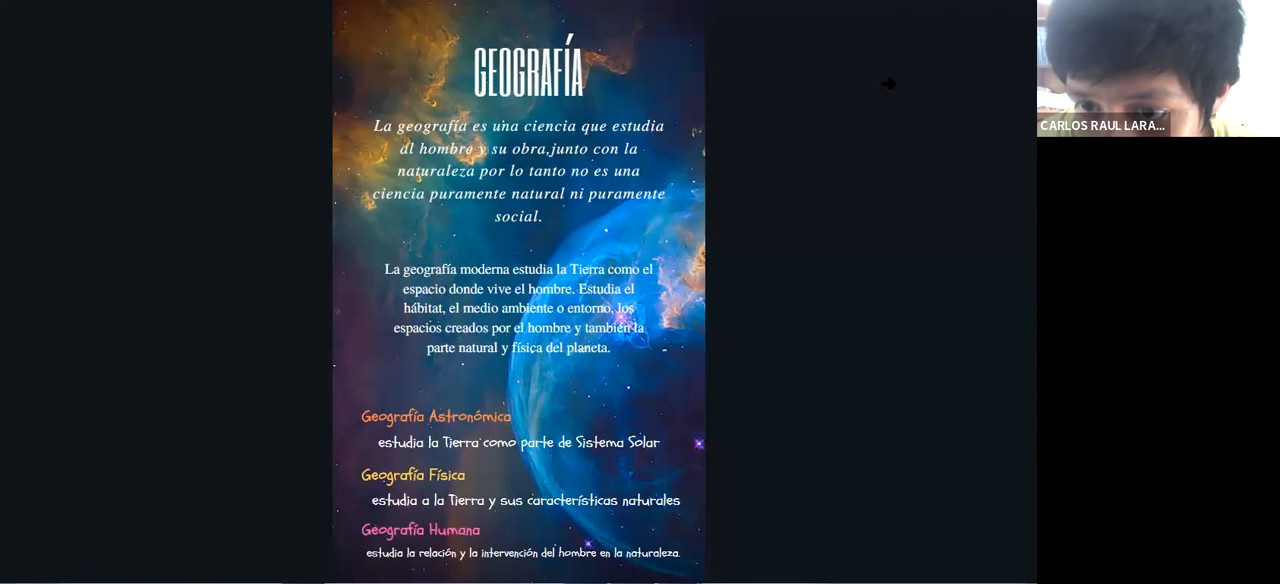 GEOGRAFÍA
La geografía es una ciencia que estudia
al hombre y su obra,junto con la
naturaleza por lo tanto no es una
ciencia puramente natural ni puramente
social.
La geografía moderna estudia la Tierra como el
espacio donde vive el hombre. Estudia el
hábitat, el medio ambiente o entorno, los
espacios creados por el hombre y también la
parte natural y física del planeta.
Geografía Astronómica
estudia la Tierra como parte de Sistema Solar
Geografía Física
estudia a la Tierra y sus características naturales
Geografía Humana
estudia la relación y la intervención del hombre en la naturaleza.
CARLOS RAUL LARA...